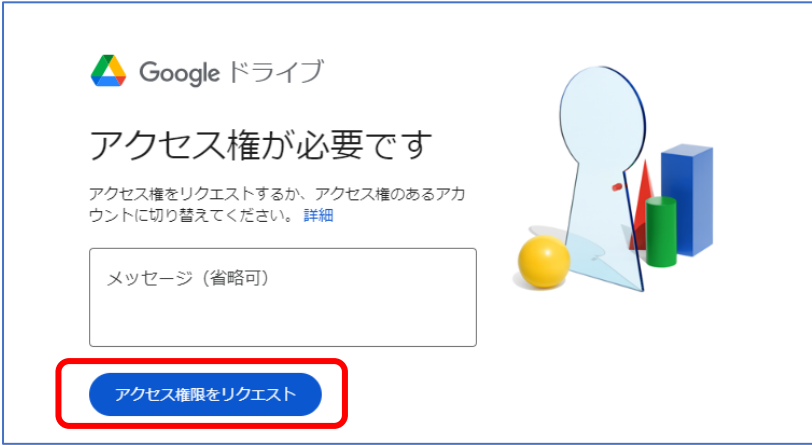 Google ドライブ
アクセス権が必要です
アクセス権をリクエストするか、アクセス権のあるアカ
ウントに切り替えてください。 詳細
メッセージ（省略可）
アクセス権限をリクエスト